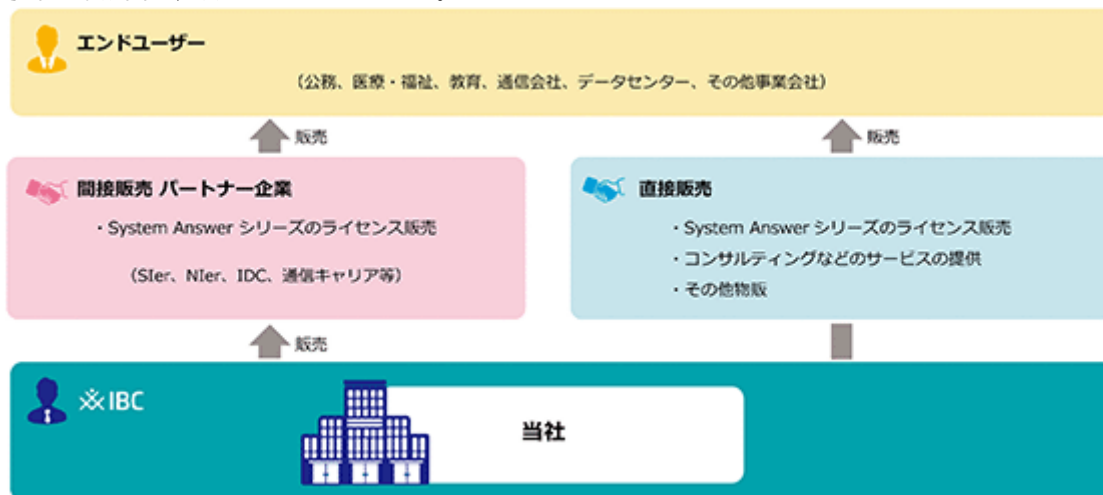 エンドユーザー
（公務、医療・福祉、教育、通信会社、データセンター、その他事業会社）
販売
販売
間接販売 パートナー企業
・System Answer シリーズのライセンス販売
（SIer、NIer、IDC、通信キャリア等）
直接販売
・System Answer シリーズのライセンス販売
・コンサルティングなどのサービスの提供
・その他物販
販売
IBC
当社